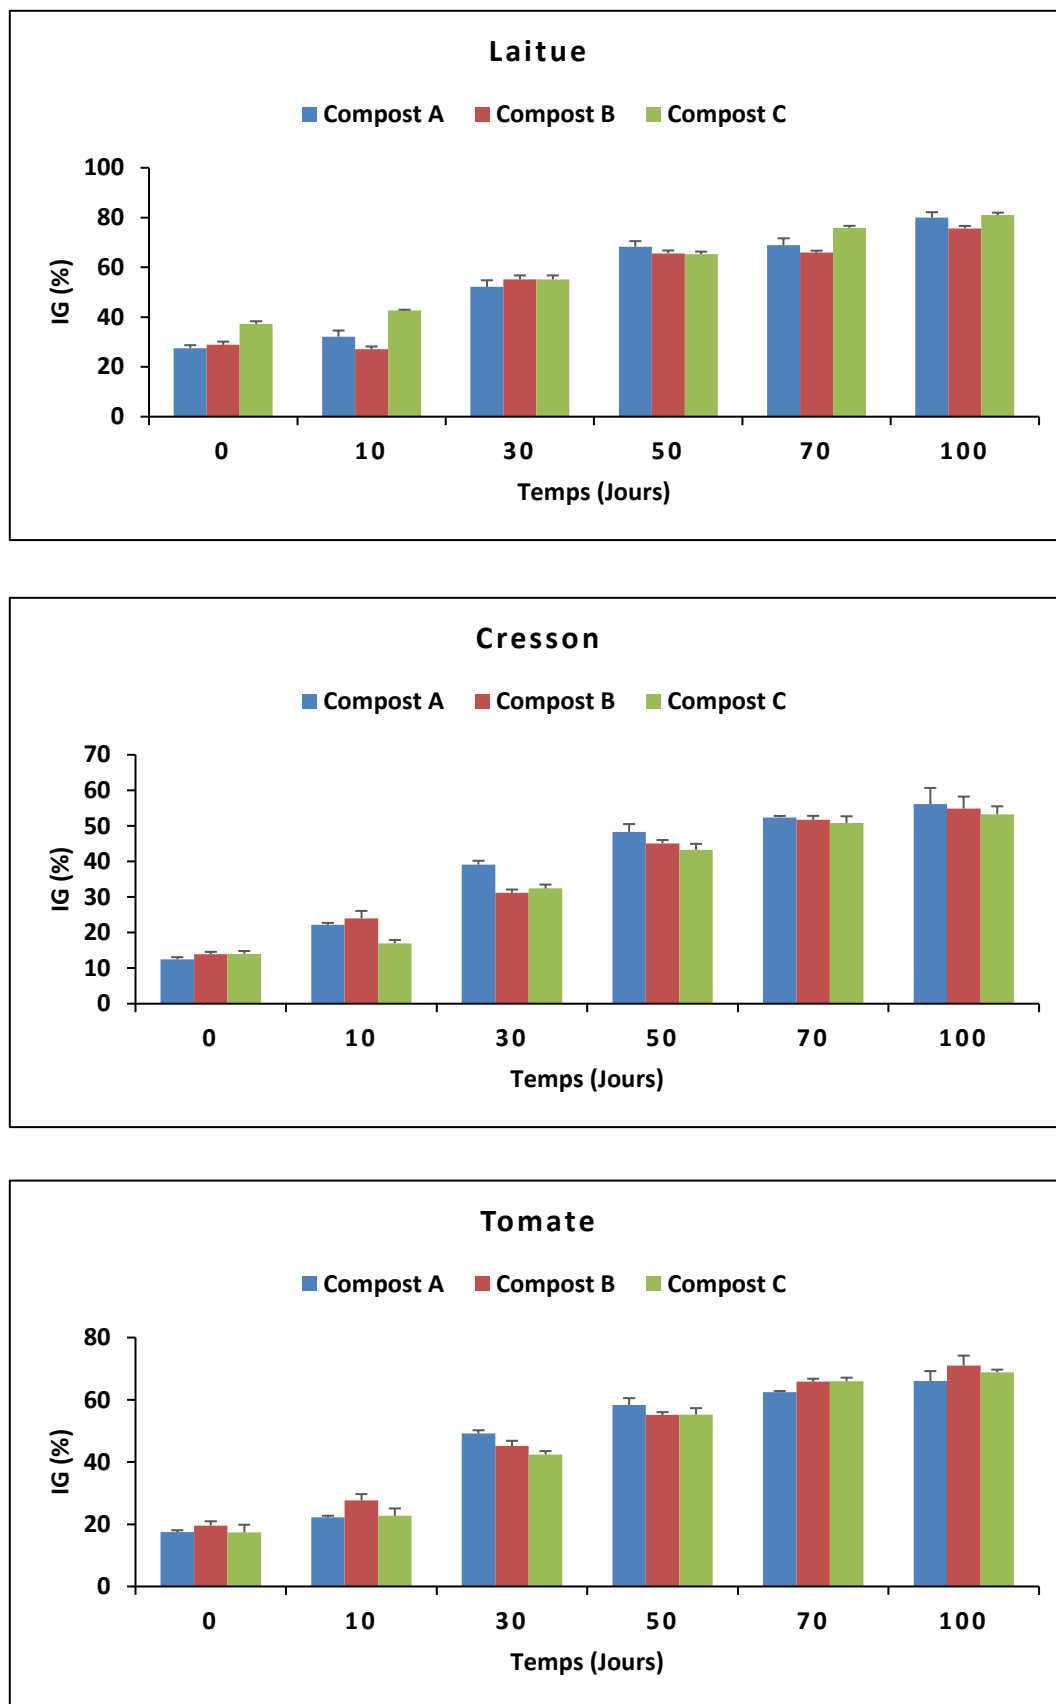 Laitue
Compost A Compost B Compost C
100
80
60
40
20
0
IG (%)
0 10 30 50 70 100
Temps (Jours)
Cresson
Compost A Compost B Compost C
70
60
50
40
30
20
10
0
IG (%)
0 10 30 50 70 100
Temps (Jours)
Tomate
Compost A Compost B Compost C
80
60
40
20
0
IG (%)
0 10 30 50 70 100
Temps (Jours)